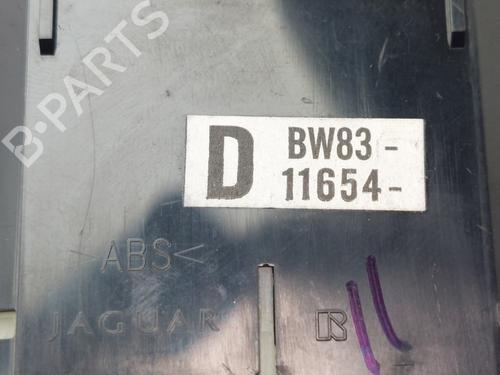 B-PARTS
D BW83-
11654-
>ABS<
JAGUAR R